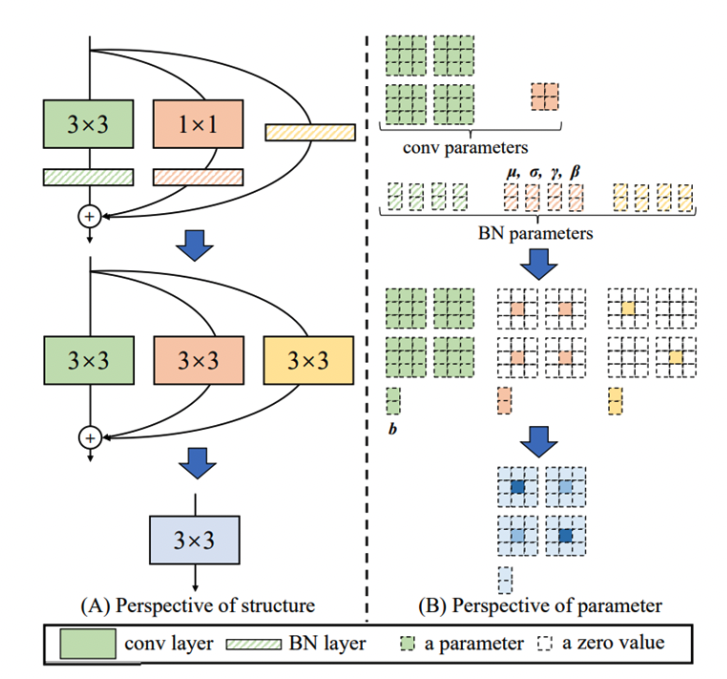 3×3
1×1
conv parameters
μ, σ, γ, β
BN parameters
3×3
3×3
3×3
b
3×3
(A) Perspective of structure
(B) Perspective of parameter
conv layer
BN layer
a parameter
a zero value